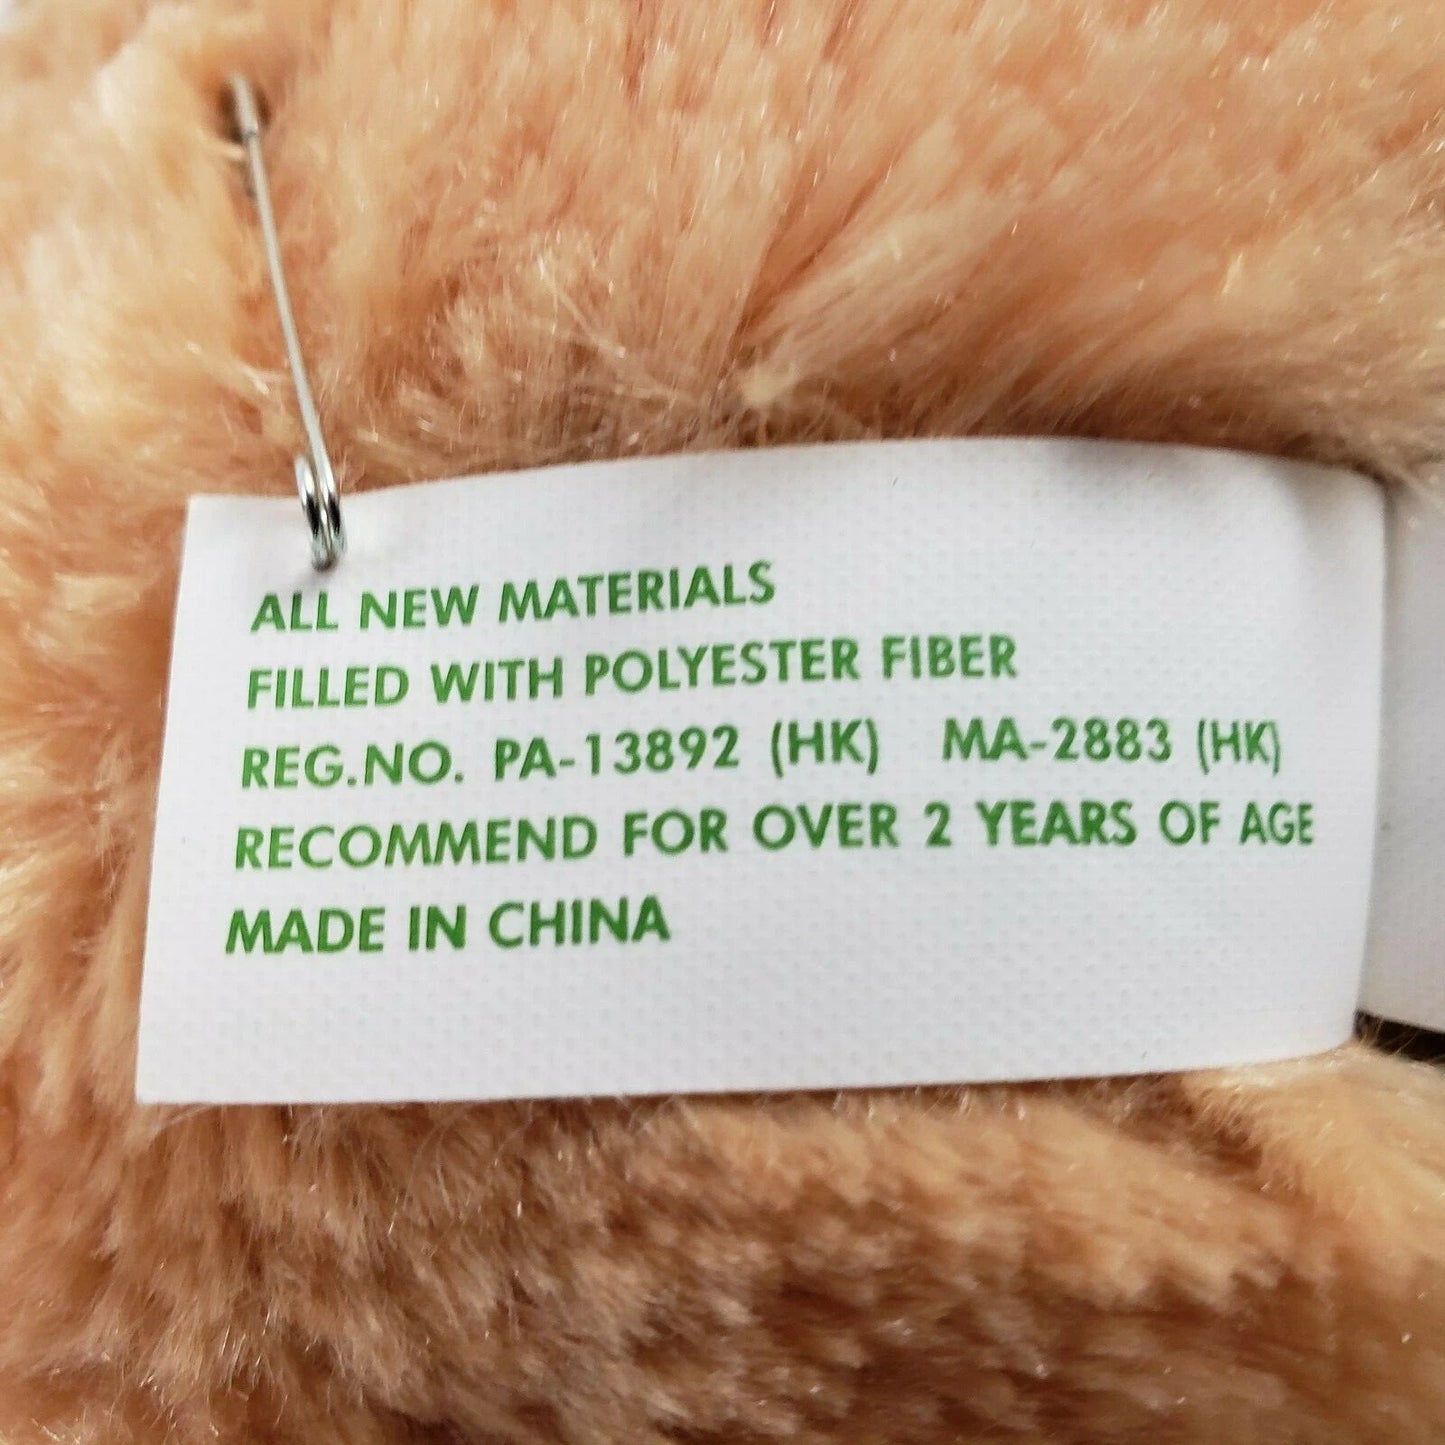 ALL NEW MATERIALS
FILLED WITH POLYESTER FIBER
REG.NO. PA-13892 (HK) MA-2883 (HK)
RECOMMEND FOR OVER 2 YEARS OF AGE
MADE IN CHINA